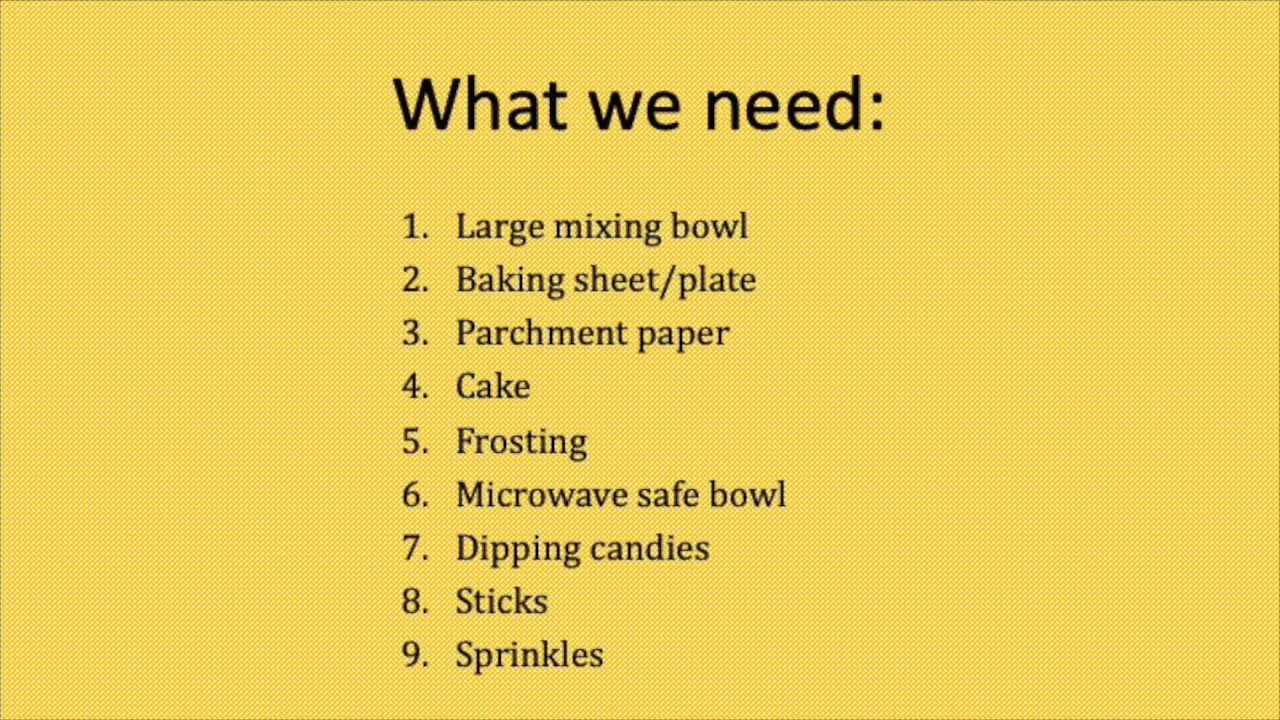 What we need:
1. Large mixing bowl
2. Baking sheet/plate
3. Parchment paper
4. Cake
5. Frosting
6. Microwave safe bowl
7. Dipping candies
8. Sticks
9. Sprinkles